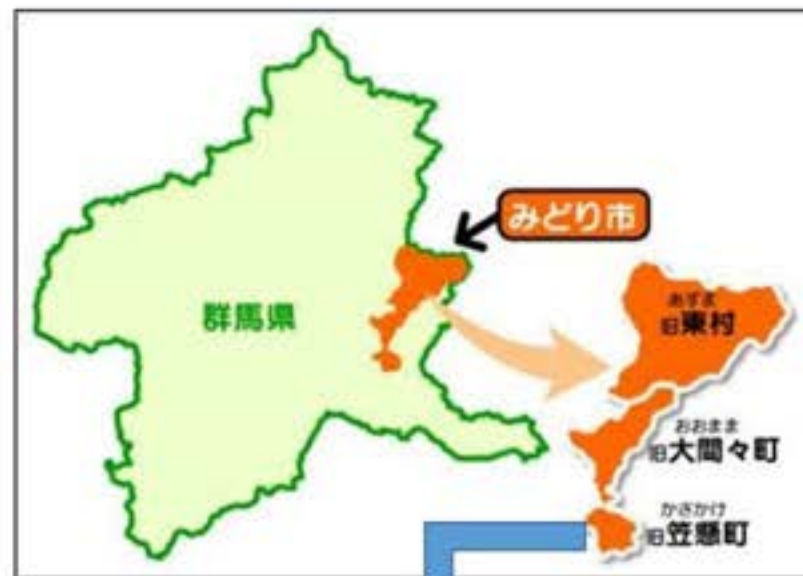 みどり市
群馬県
あずま
旧東村
おおまま
旧大間々町
かさかけ
旧笠懸町